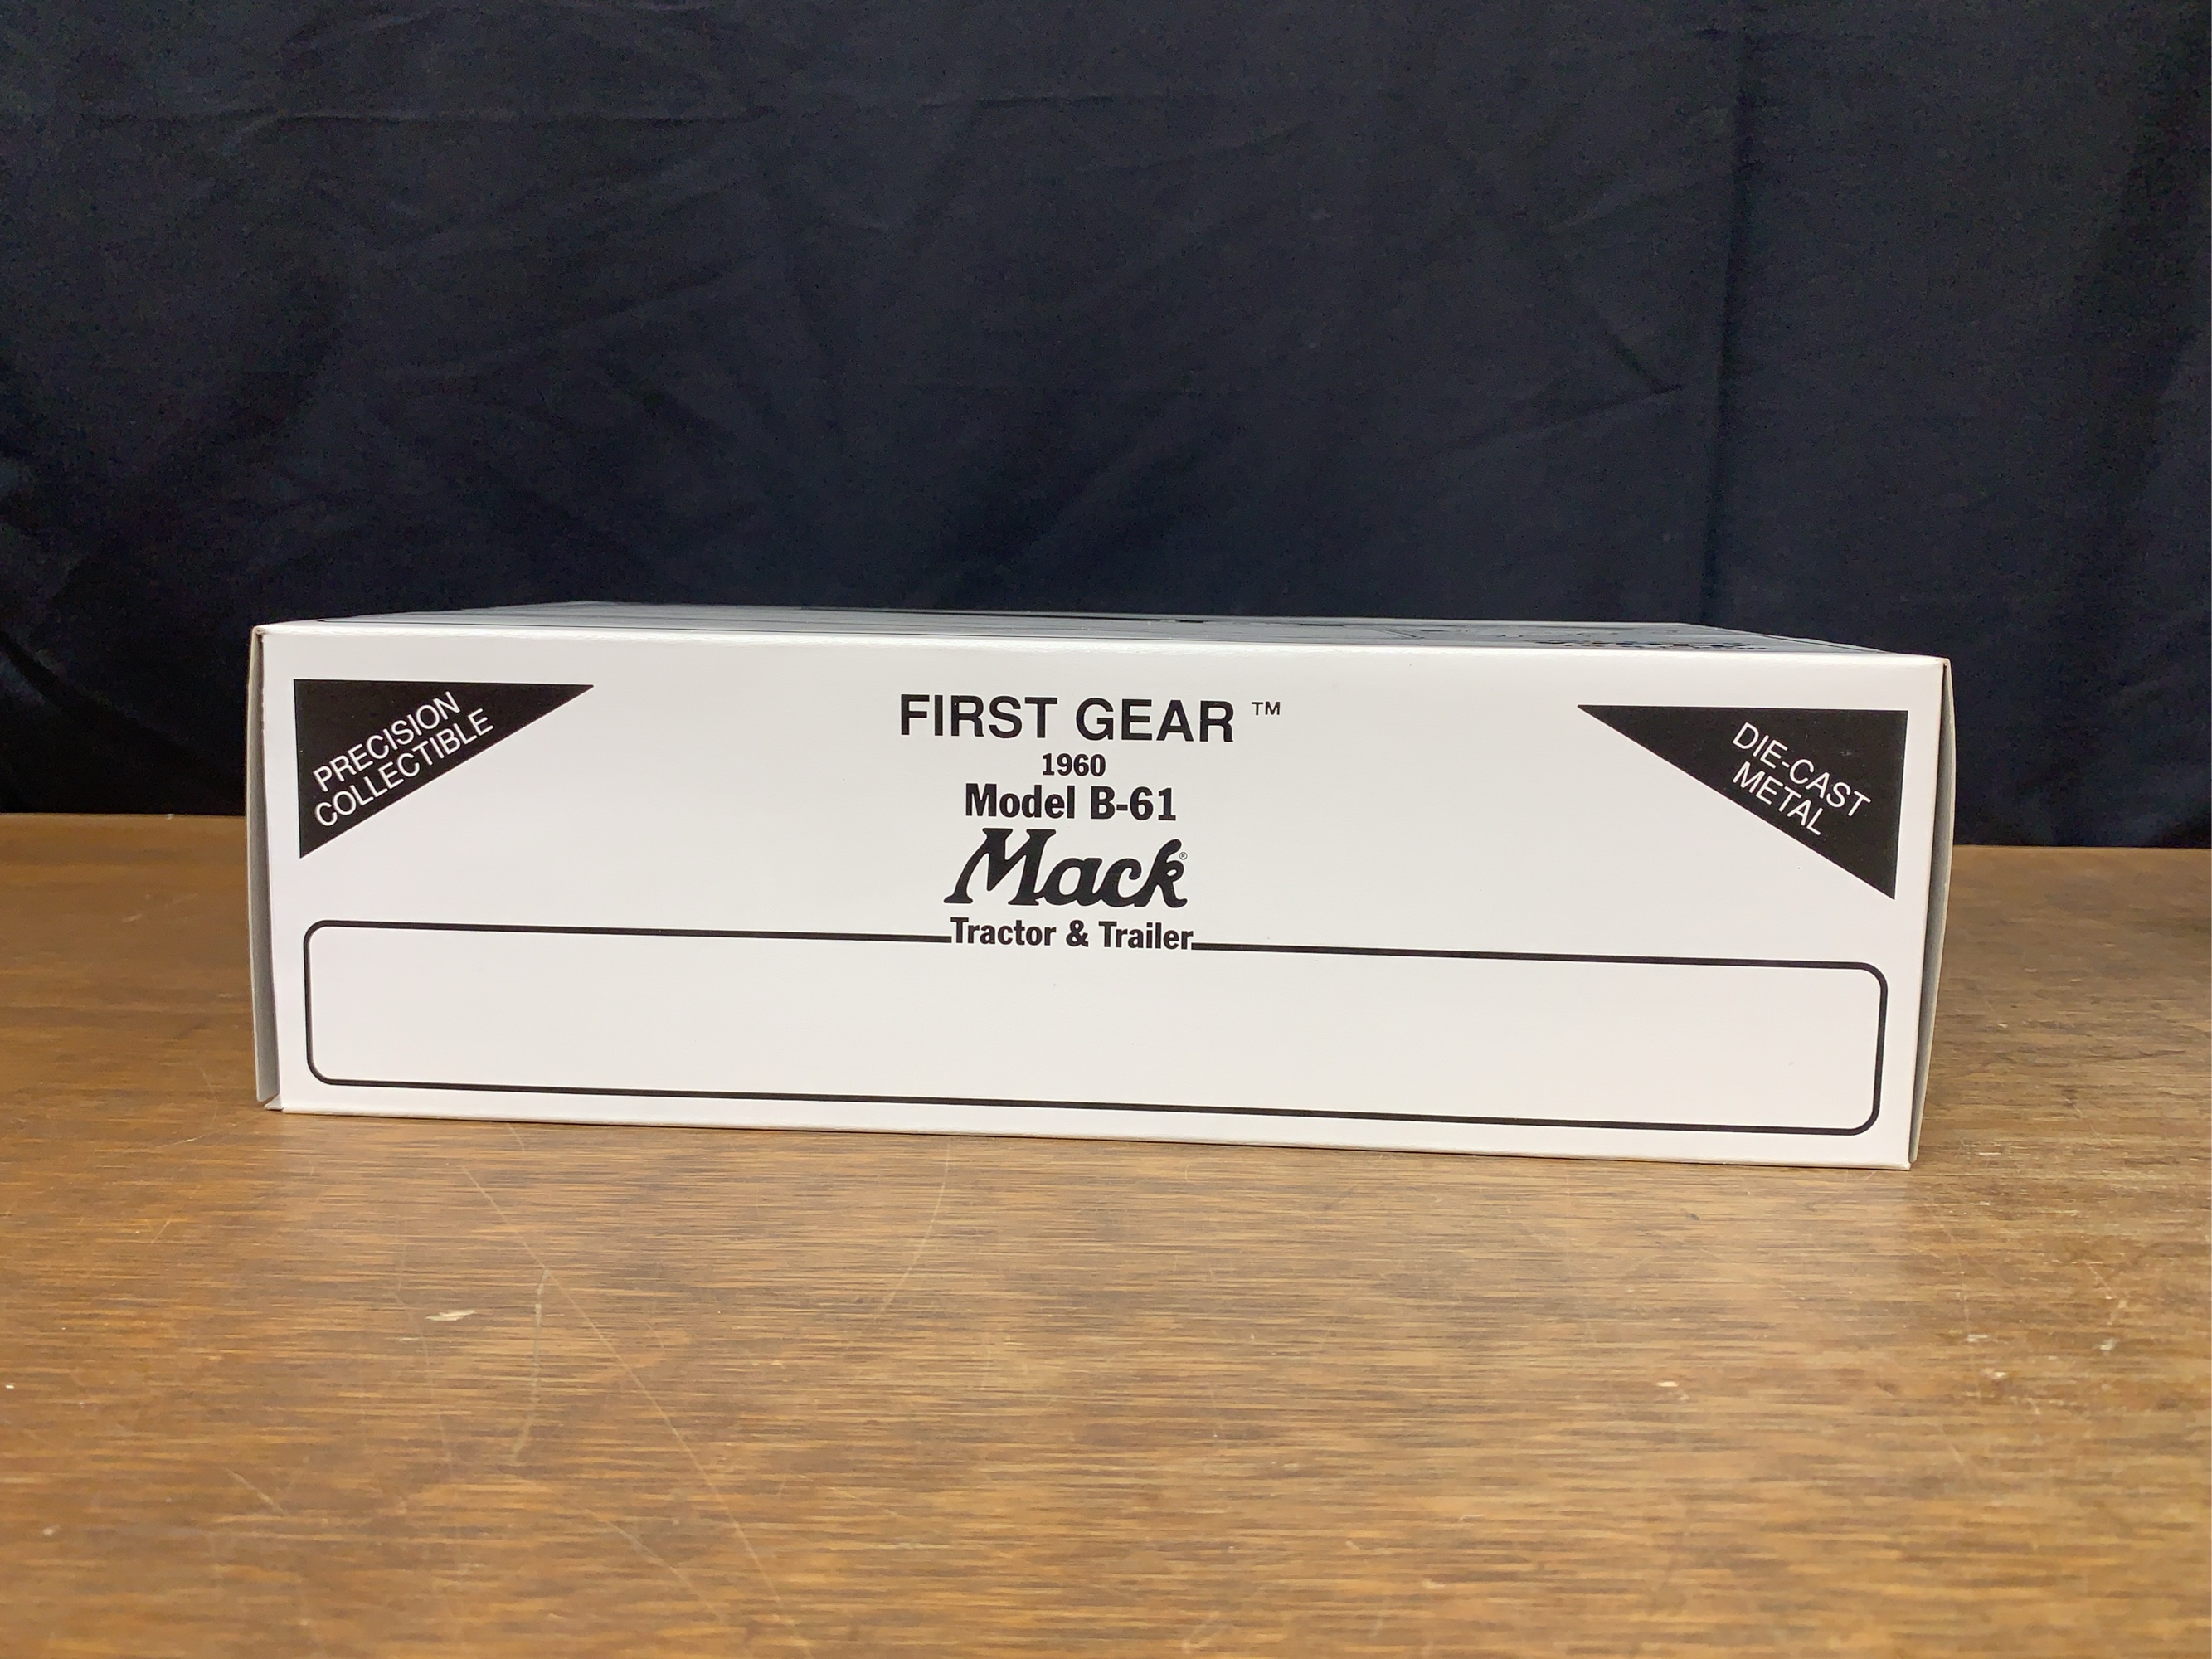 PRECISION
COLLECTIBLE
FIRST GEAR ™
1960
Model B-61
Mack®
Tractor & Trailer
DIE-CAST
METAL